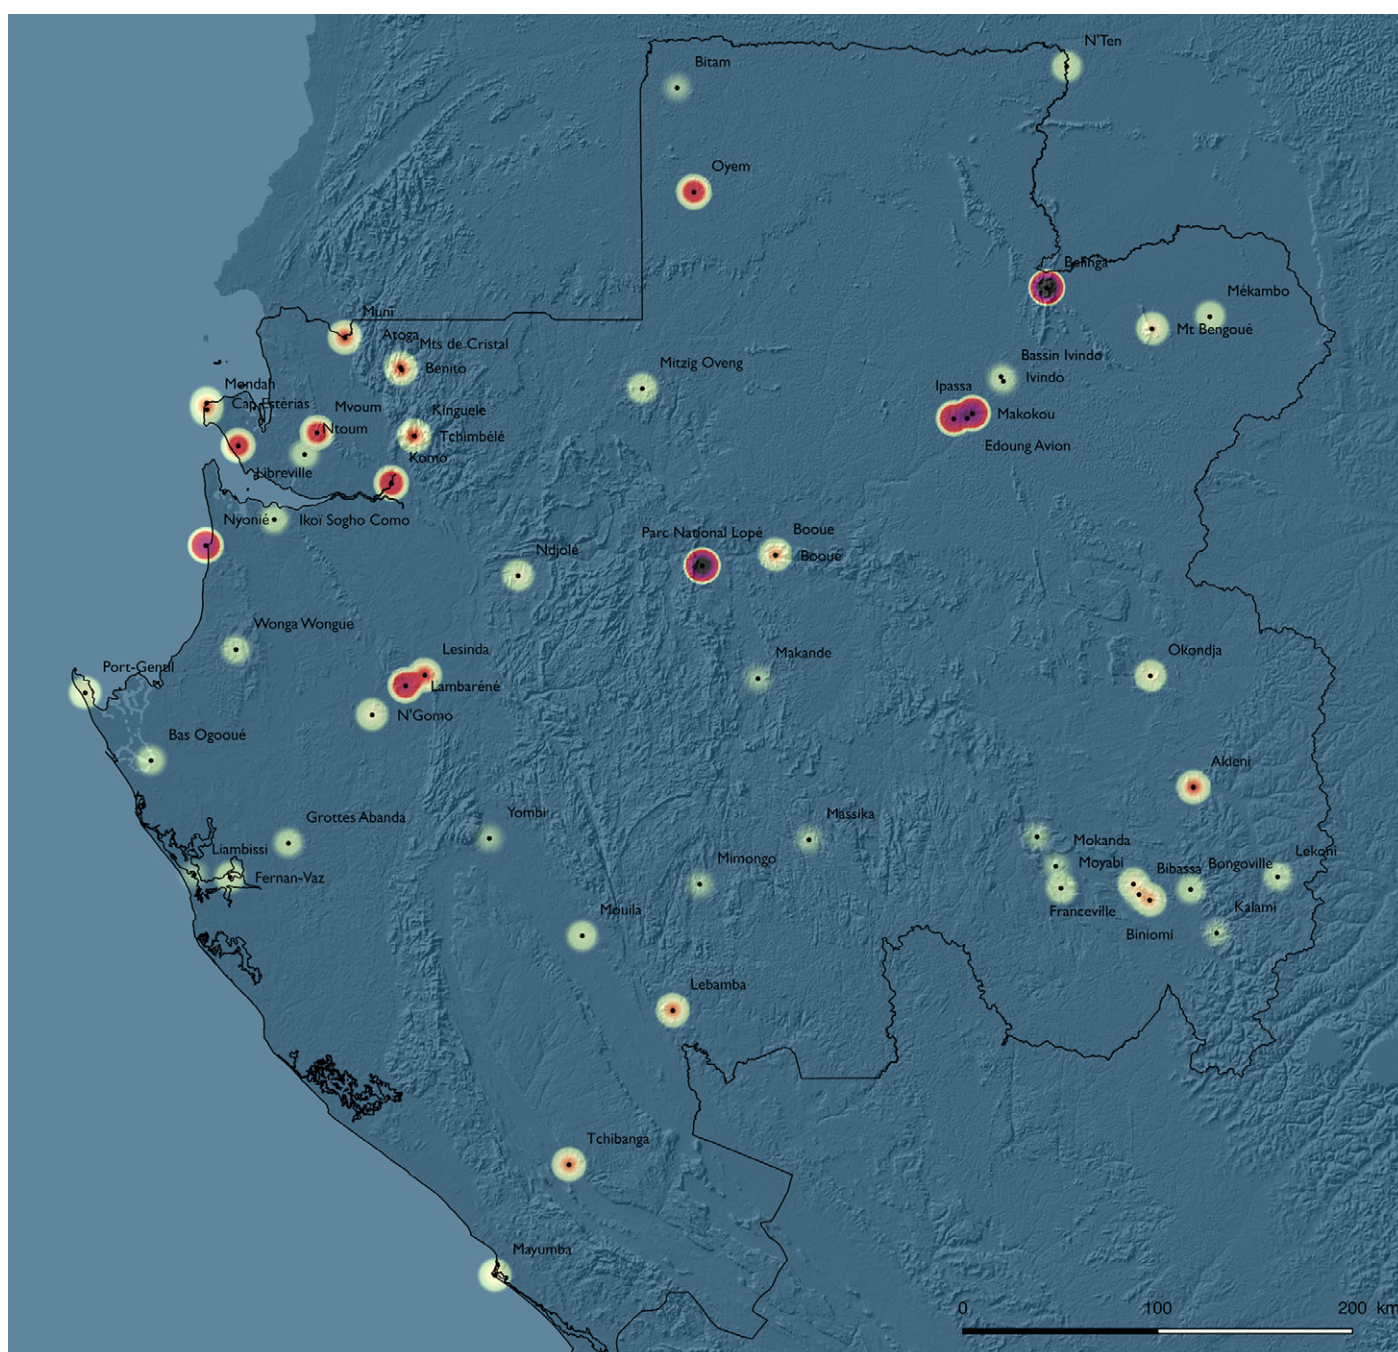 N'Ten
Bitam
Oyem
Belinga
Mékambo
Muni
Mt Bengoué
Atoga
Mts de Cristal
Bassin Ivindo
Mitzig Oveng
Benito
Ivindo
Mondah
Ipassa
Cap Estérias
Mvoum
Kinguele
Makokou
Ntoum
Tchimbélé
Edoung Avion
Komo
Libreville
Nyonié
Ikoï Sogho Como
Parc National Lopé
Booue
Ndjolé
Booué
Wonga Wongue
Lesinda
Makande
Okondja
Port-Gentil
Lambaréné
N'Gomo
Bas Ogooué
Akieni
Yombi
Massika
Grottes Abanda
Mokanda
Liambissi
Lekoni
Mimongo
Moyabi
Bibassa
Bongoville
Fernan-Vaz
Mouila
Franceville
Kalami
Biniomi
Lebamba
Tchibanga
Mayumba
0 100 200 km